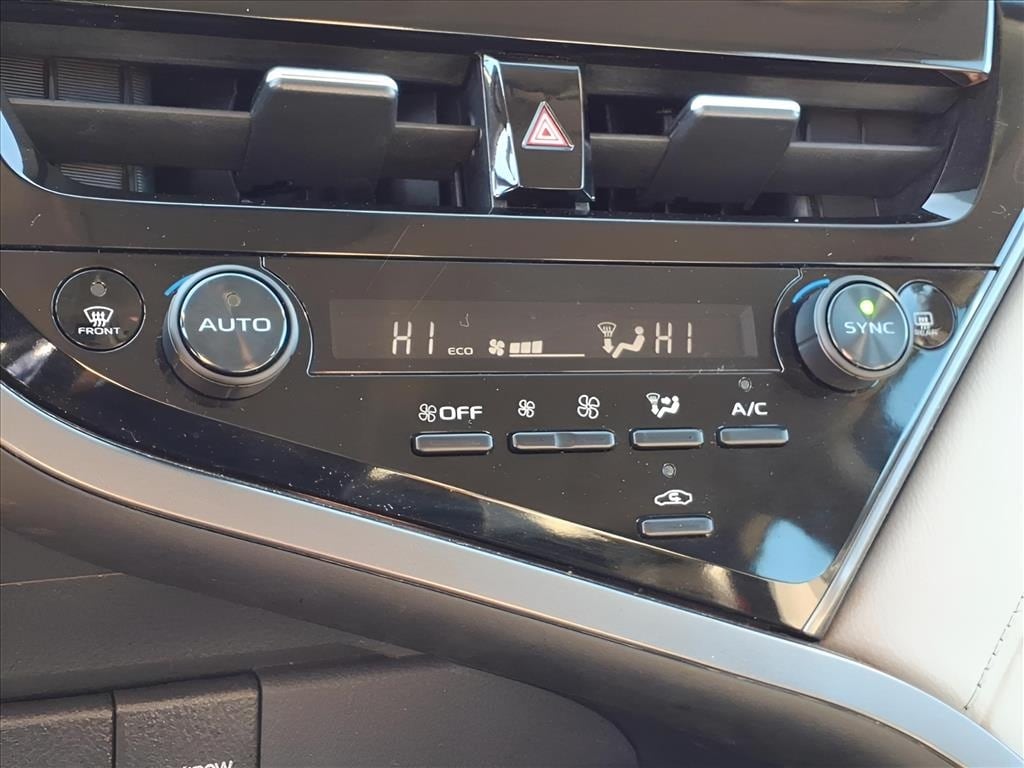 FRONT
AUTO
HI ECO HI
SYNC
REAR
OFF
A/C